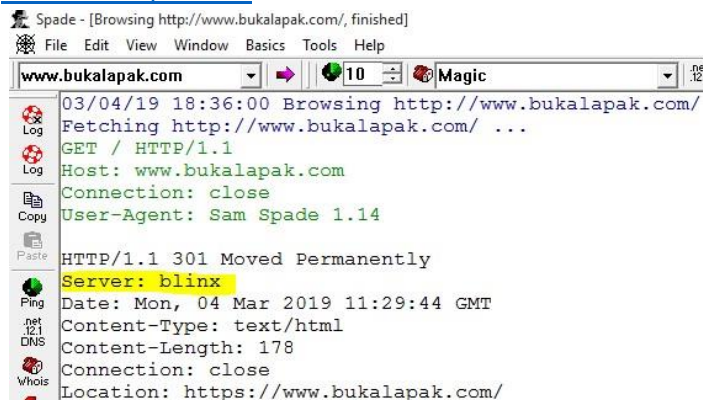 Spade - [Browsing http://www.bukalapak.com/, finished]
File Edit View Window Basics Tools Help
www.bukalapak.com 10 Magic
03/04/19 18:36:00 Browsing http://www.bukalapak.com/
Fetching http://www.bukalapak.com/ ...
GET / HTTP/1.1
Host: www.bukalapak.com
Connection: close
User-Agent: Sam Spade 1.14
HTTP/1.1 301 Moved Permanently
Server: blinx
Date: Mon, 04 Mar 2019 11:29:44 GMT
Content-Type: text/html
Content-Length: 178
Connection: close
Location: https://www.bukalapak.com/
Log
Log
Copy
Paste
Ping
.net
.12.1
DNS
Whois